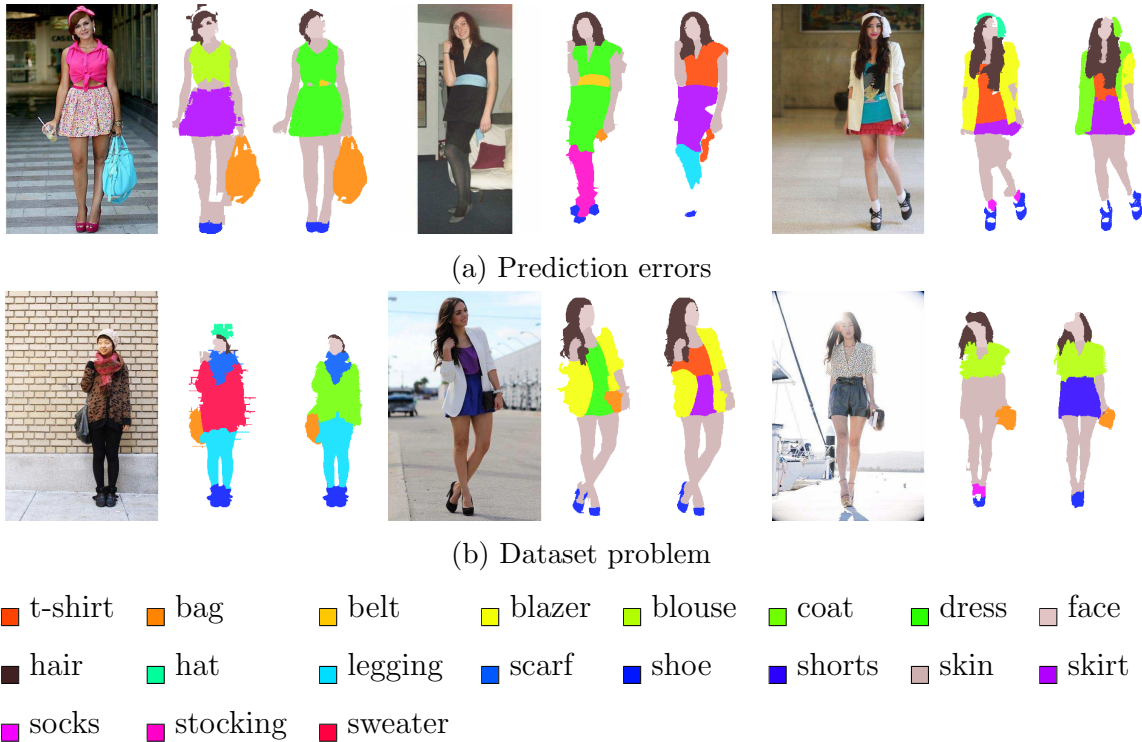 (a) Prediction errors
(b) Dataset problem
t-shirt bag belt blazer blouse coat dress face
hair hat legging scarf shoe shorts skin skirt
socks stocking sweater